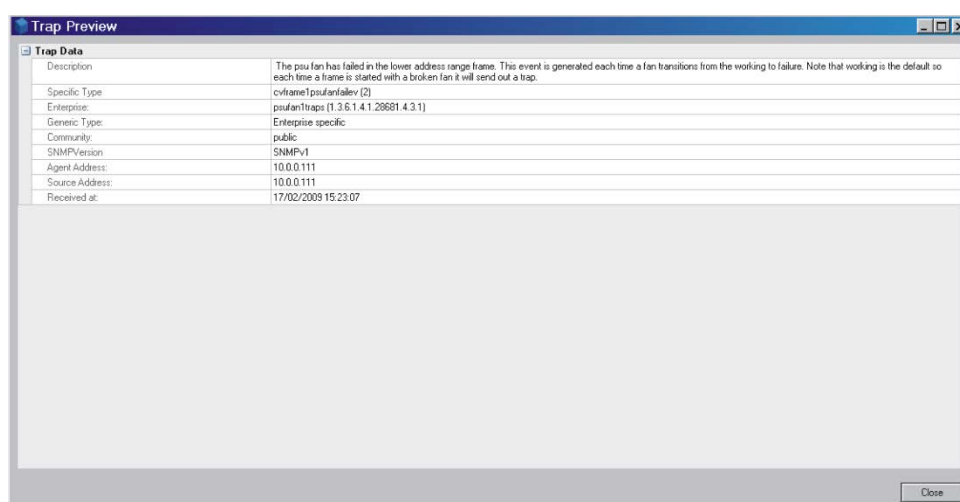 Trap Preview
Trap Data
Description
The psu fan has failed in the lower address range frame. This event is generated each time a fan transitions from the working to failure. Note that working is the default so
each time a frame is started with a broken fan it will send out a trap.
Specific Type
cvframe1psufanfailev (2)
Enterprise:
psufan1traps (1.3.6.1.4.1.28681.4.3.1)
Generic Type:
Enterprise specific
Community:
public
SNMPVersion
SNMPv1
Agent Address:
10.0.0.111
Source Address:
10.0.0.111
Received at:
17/02/2009 15:23:07
Close